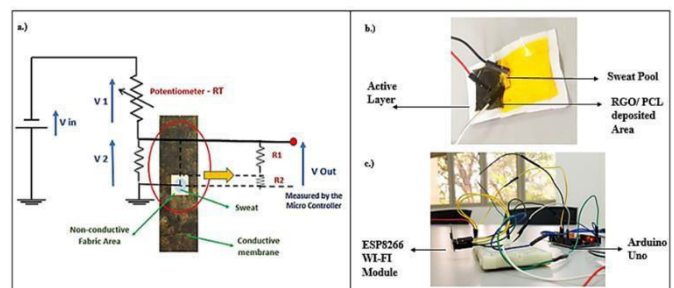 a.)
Potentiometer - RT
V 1
V in
V 2
R1
R2
V Out
Measured by the
Micro Controller
Sweat
Non-conductive
Fabric Area
Conductive
membrane
b.)
Active
Layer
Sweat Pool
RGO/ PCL
deposited
Area
c.)
ESP8266
WI-FI
Module
Arduino
Uno